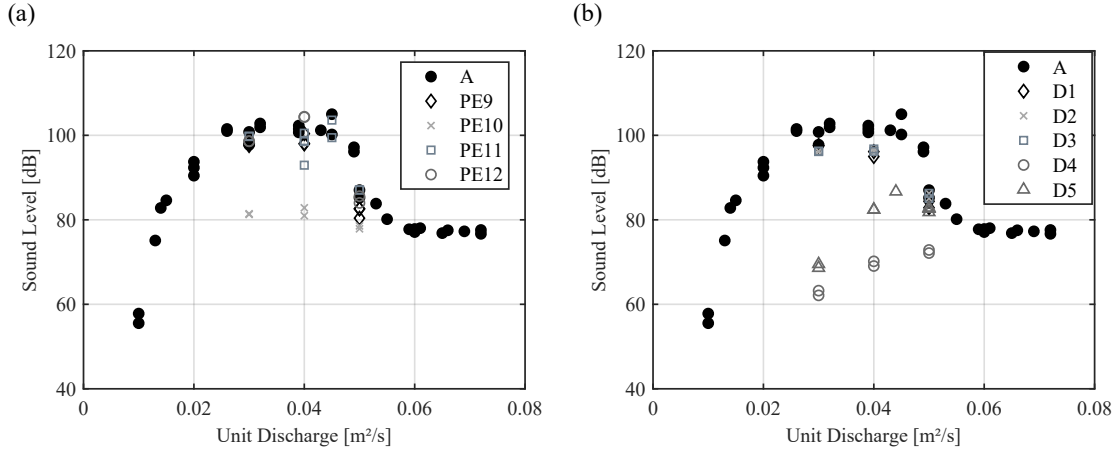 (a)
120
100
80
60
40
0
0.02
0.04
0.06
0.08
Sound Level [dB]
Unit Discharge [m²/s]
A
PE9
PE10
PE11
PE12
(b)
120
100
80
60
40
0
0.02
0.04
0.06
0.08
Sound Level [dB]
Unit Discharge [m²/s]
A
D1
D2
D3
D4
D5